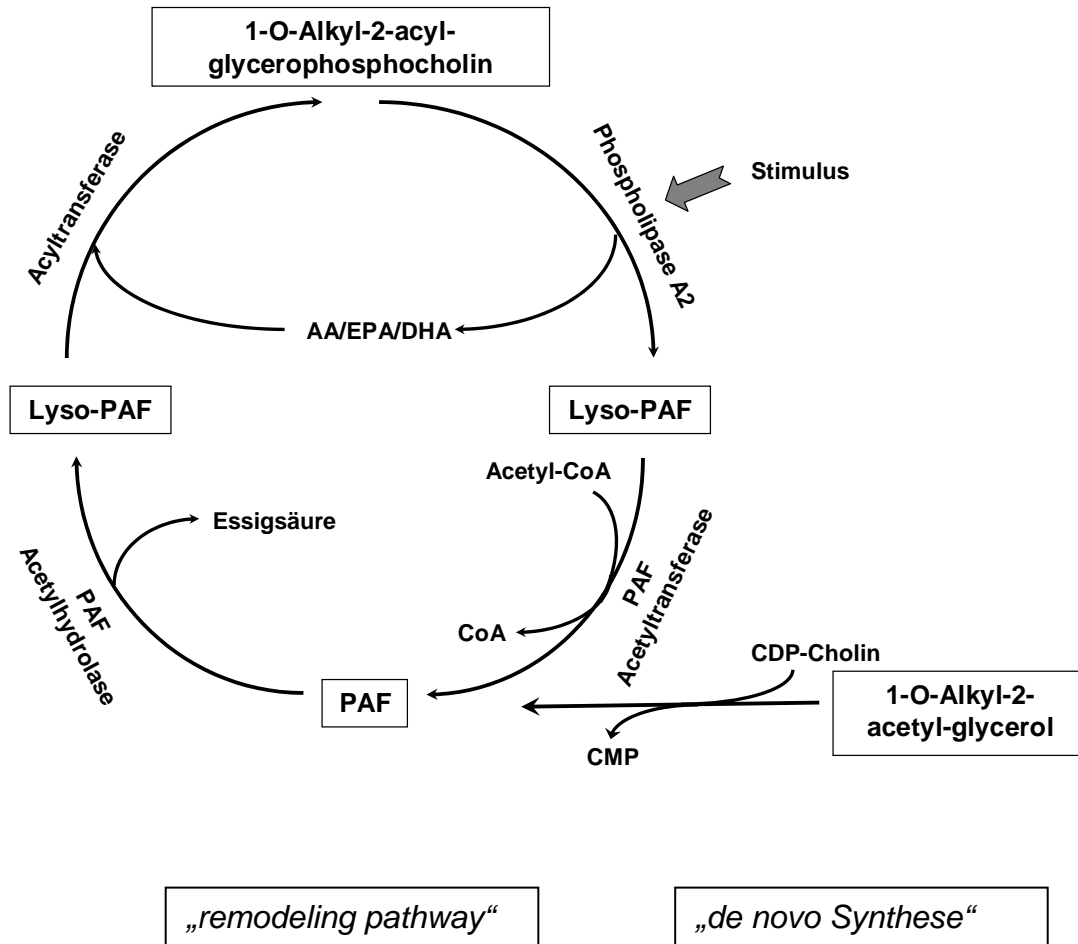 1-O-Alkyl-2-acyl-
glycerophosphocholin
Acyltransferase
Phospholipase A2
Stimulus
AA/EPA/DHA
Lyso-PAF
Lyso-PAF
Acetyl-CoA
Essigsäure
PAF
Acetylhydrolase
PAF
Acetyltransferase
CoA
CDP-Cholin
PAF
1-O-Alkyl-2-
acetyl-glycerol
CMP
„remodeling pathway“
„de novo Synthese“